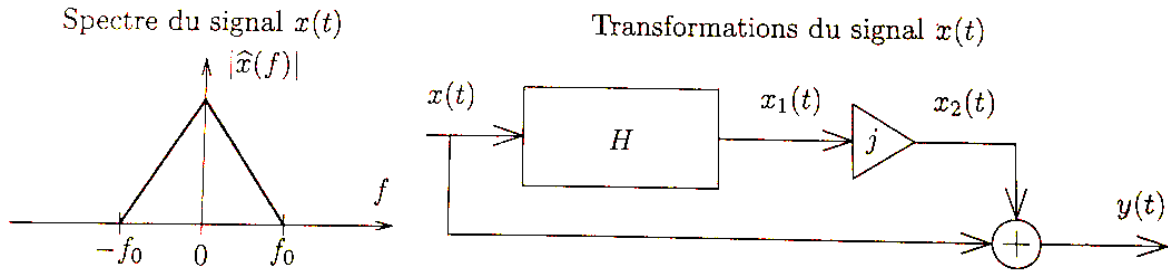 Spectre du signal x(t)
|x̂(f)|
f
−f₀
0
f₀
Transformations du signal x(t)
x(t)
H
x₁(t)
j
x₂(t)
+
y(t)